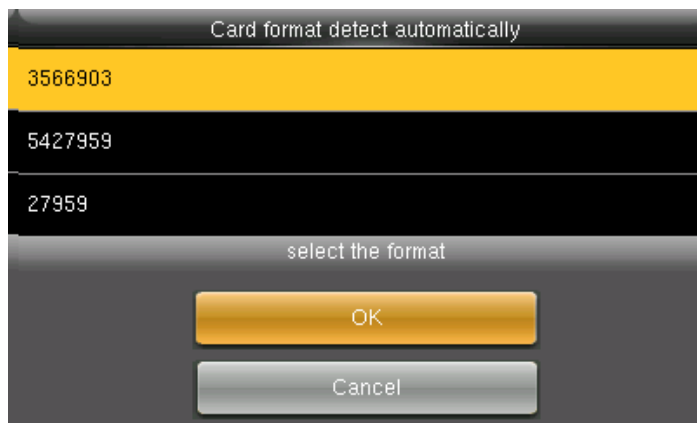 Card format detect automatically
3566903
5427959
27959
select the format
OK
Cancel